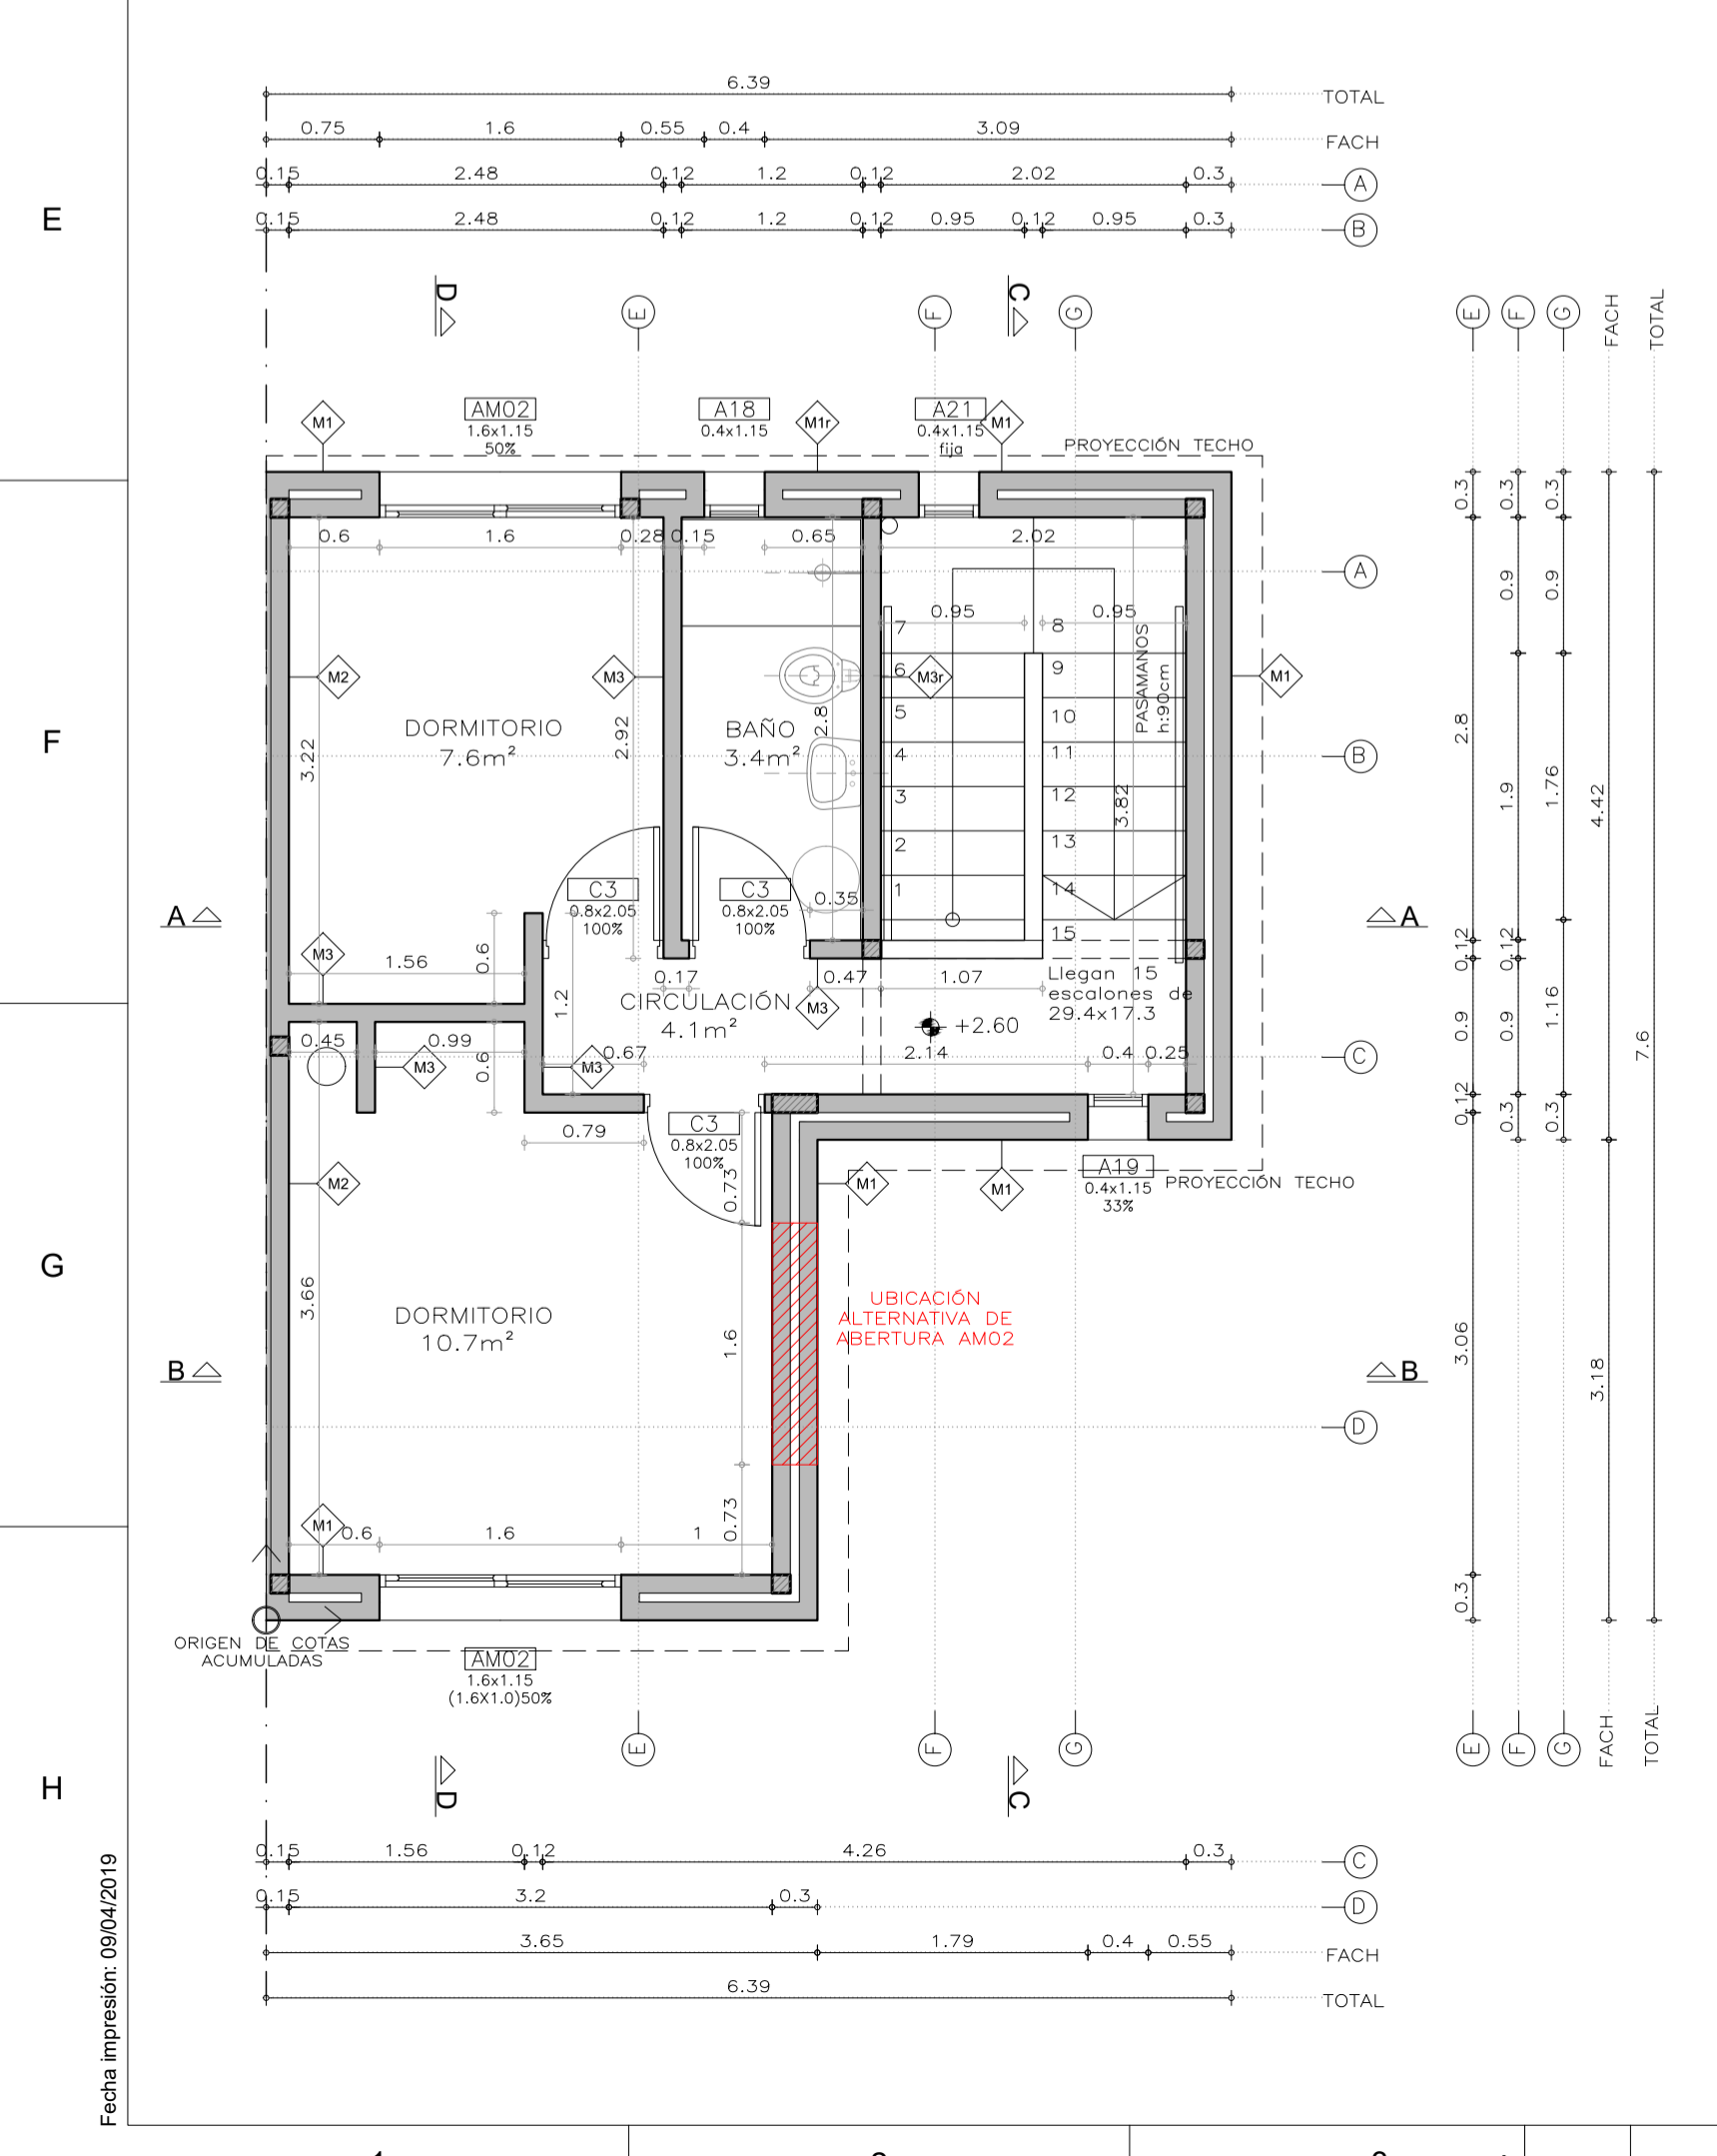 6.39
TOTAL
0.75 1.6 0.55 0.4 3.09
FACH
0.15 2.48 0.12 1.2 0.12 2.02 0.3
A
0.15 2.48 0.12 1.2 0.12 0.95 0.12 0.95 0.3
B
E
D C
E F G
E F G FACH TOTAL
AM02
1.6x1.15
50%
A18
0.4x1.15
A21
0.4x1.15
fija
M1 M1r M1
PROYECCIÓN TECHO
0.6 1.6 0.28 0.15 0.65 2.02
A
0.95 0.95
7 8
6 9
5 10
4 11
3 12
2 13
1 14
15
PASAMANOS
h:90cm
M2 M3 M3r M1
F
DORMITORIO
7.6m²
BAÑO
3.4m²
3.22 2.92 2.8 3.82
B
C3
0.8x2.05
100%
C3
0.8x2.05
100%
0.35
A A
M3
1.56 0.6
0.17 0.47 1.07
1.2
CIRCULACIÓN
4.1m²
M3
Llegan 15
escalones de
29.4x17.3
+2.60
0.45 0.99 0.6 0.67 2.14 0.4 0.25
M3 M3
C
0.79
C3
0.8x2.05
100%
0.73
M2 M1 M1
A19
0.4x1.15
33%
PROYECCIÓN TECHO
G
3.66
DORMITORIO
10.7m²
1.6
UBICACIÓN
ALTERNATIVA DE
ABERTURA AM02
B B
D
0.73
M1
0.6 1.6 1
ORIGEN DE COTAS
ACUMULADAS
AM02
1.6x1.15
(1.6X1.0)50%
0.3 2.8 0.12 0.9 0.12 3.06 0.3
0.3 0.9 1.9 0.12 0.9 0.3
0.3 0.9 1.76 1.16 0.3
4.42 3.18
7.6
E F G
E F G FACH TOTAL
D C
H
0.15 1.56 0.12 4.26 0.3
C
0.15 3.2 0.3
D
3.65 1.79 0.4 0.55
FACH
6.39
TOTAL
Fecha impresión: 09/04/2019